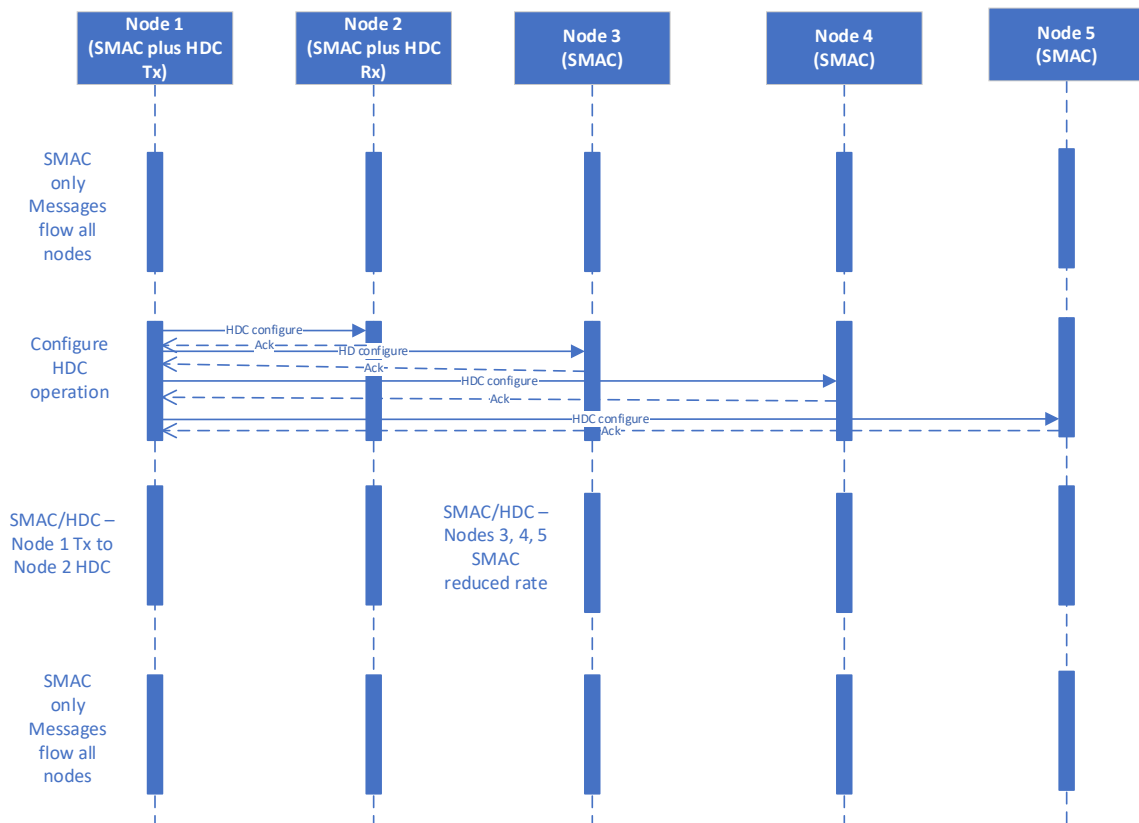 Node 1
(SMAC plus HDC
Tx)
Node 2
(SMAC plus HDC
Rx)
Node 3
(SMAC)
Node 4
(SMAC)
Node 5
(SMAC)
SMAC
only
Messages
flow all
nodes
Configure
HDC
operation
HDC configure
Ack
HD configure
Ack
HDC configure
Ack
HDC configure
Ack
SMAC/HDC –
Node 1 Tx to
Node 2 HDC
SMAC/HDC –
Nodes 3, 4, 5
SMAC
reduced rate
SMAC
only
Messages
flow all
nodes